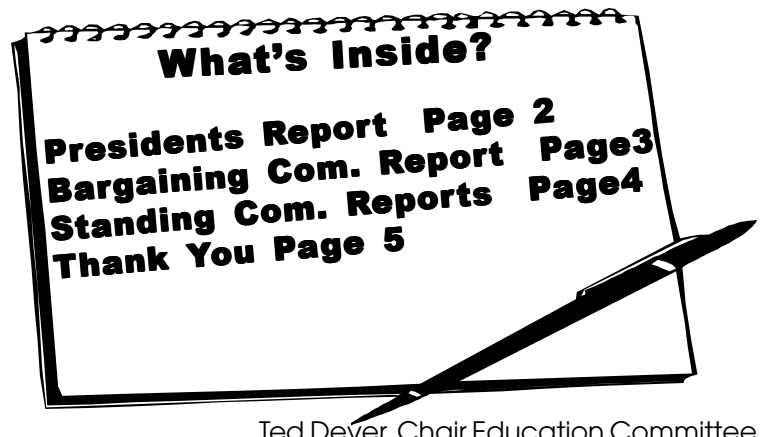 What's Inside?
Presidents Report Page 2
Bargaining Com. Report Page3
Standing Com. Reports Page4
Thank You Page 5
Ted Dever, Chair Education Committee